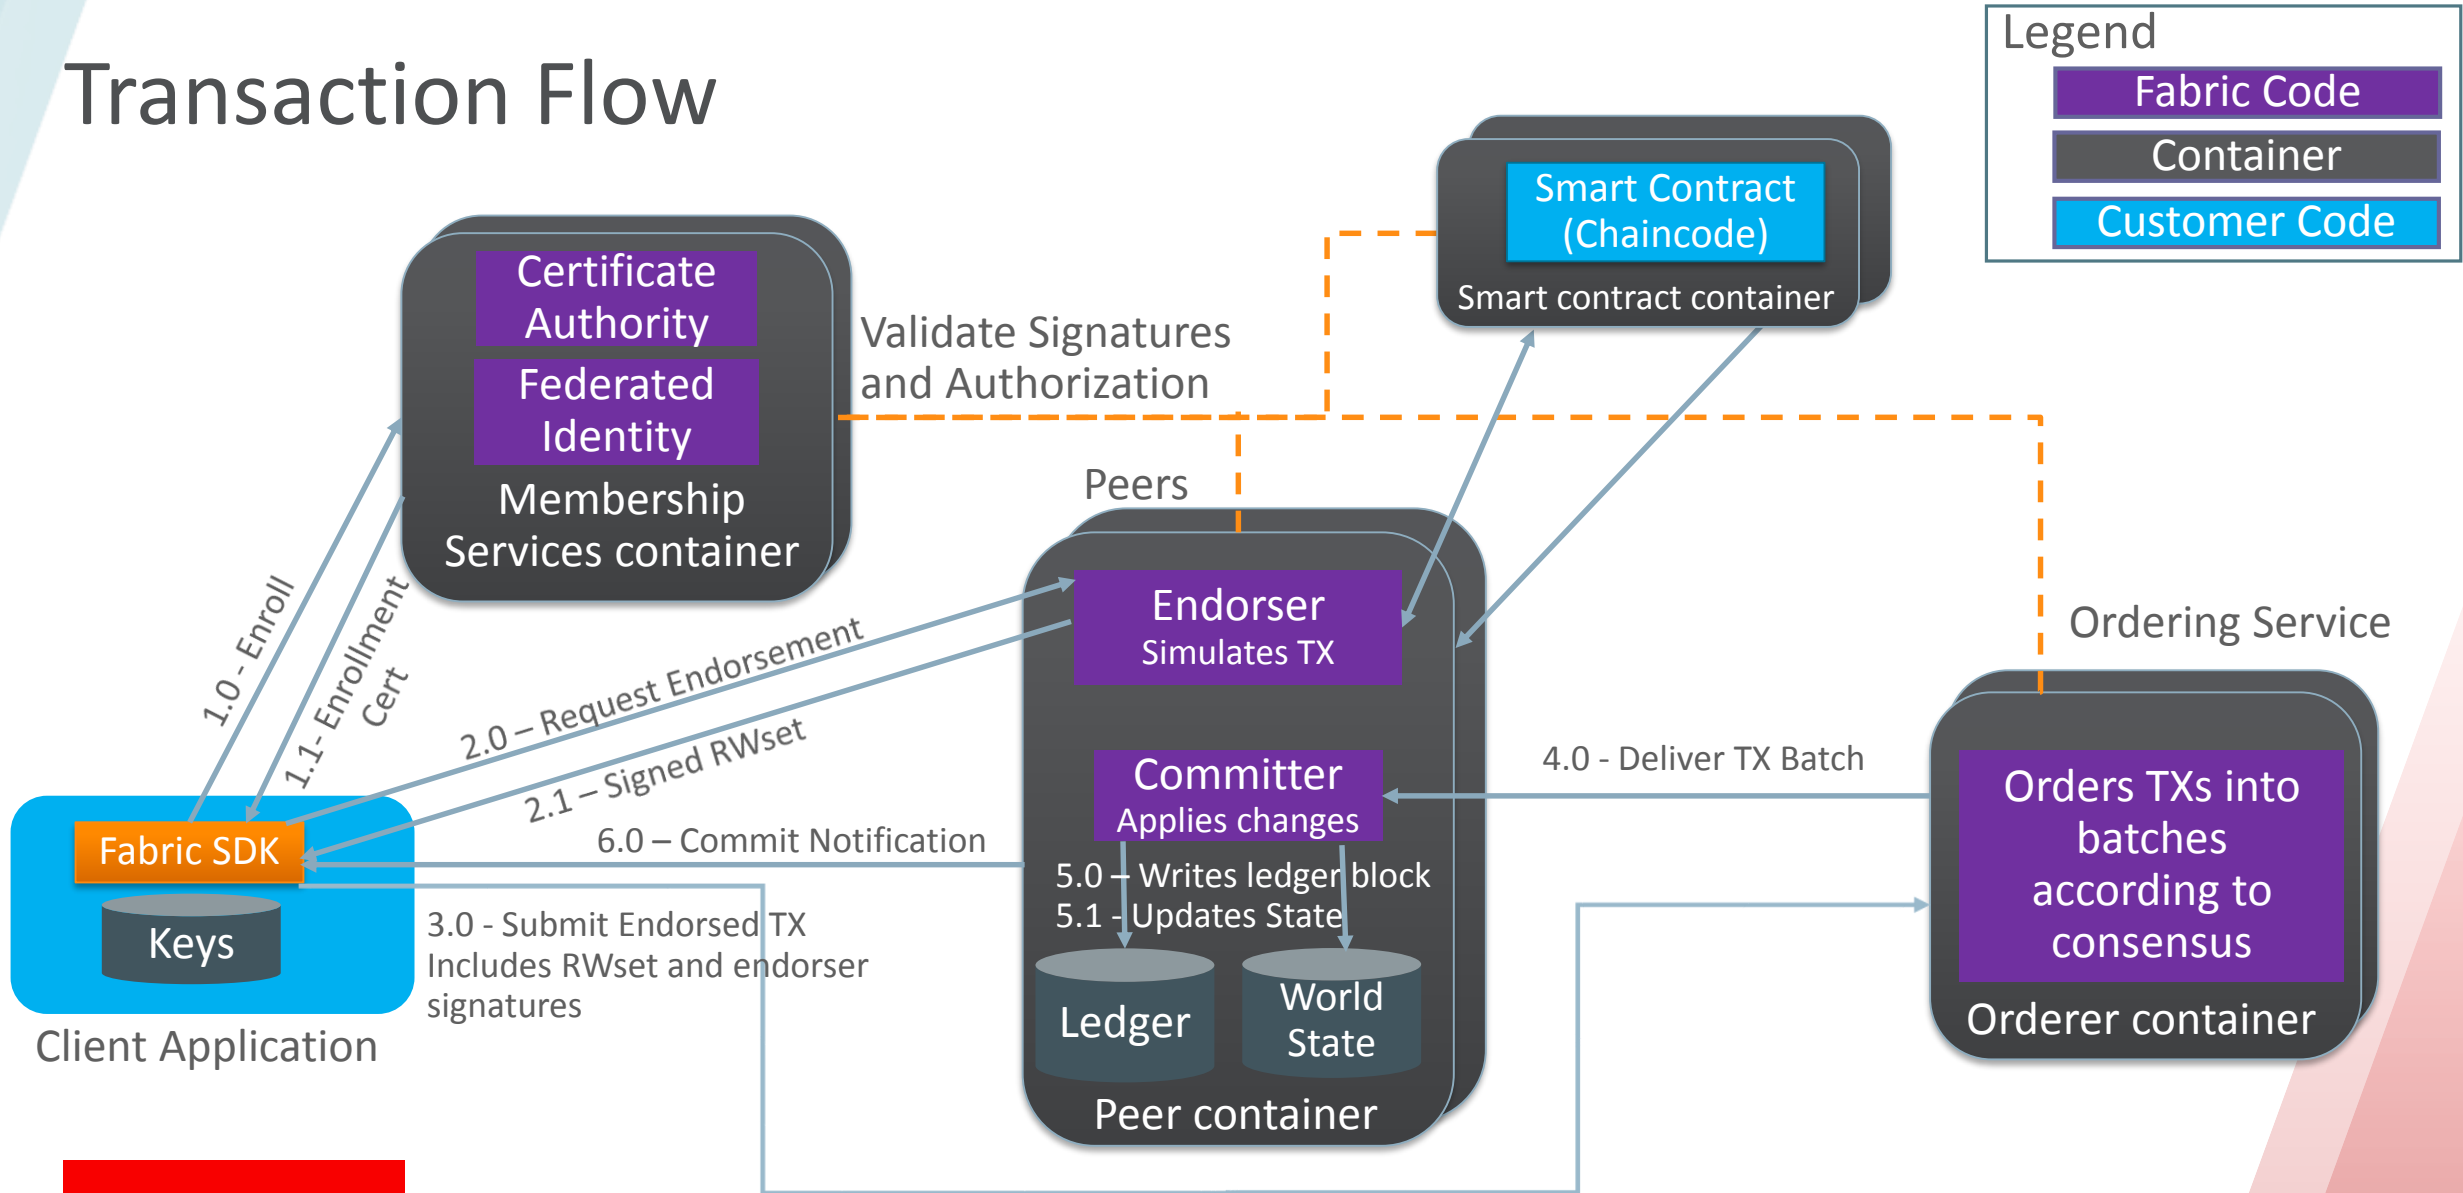 Transaction Flow
Legend
Fabric Code
Container
Customer Code
Smart Contract
(Chaincode)
Smart contract container
Certificate
Authority
Federated
Identity
Membership
Services container
Validate Signatures
and Authorization
Peers
1.0 - Enroll
1.1- Enrollment
Cert
2.0 – Request Endorsement
2.1 – Signed RWset
Endorser
Simulates TX
Ordering Service
Committer
Applies changes
4.0 - Deliver TX Batch
Orders TXs into
batches
according to
consensus
Orderer container
Fabric SDK
Keys
Client Application
6.0 – Commit Notification
3.0 - Submit Endorsed TX
Includes RWset and endorser
signatures
5.0 – Writes ledger block
5.1 - Updates State
Ledger
World
State
Peer container